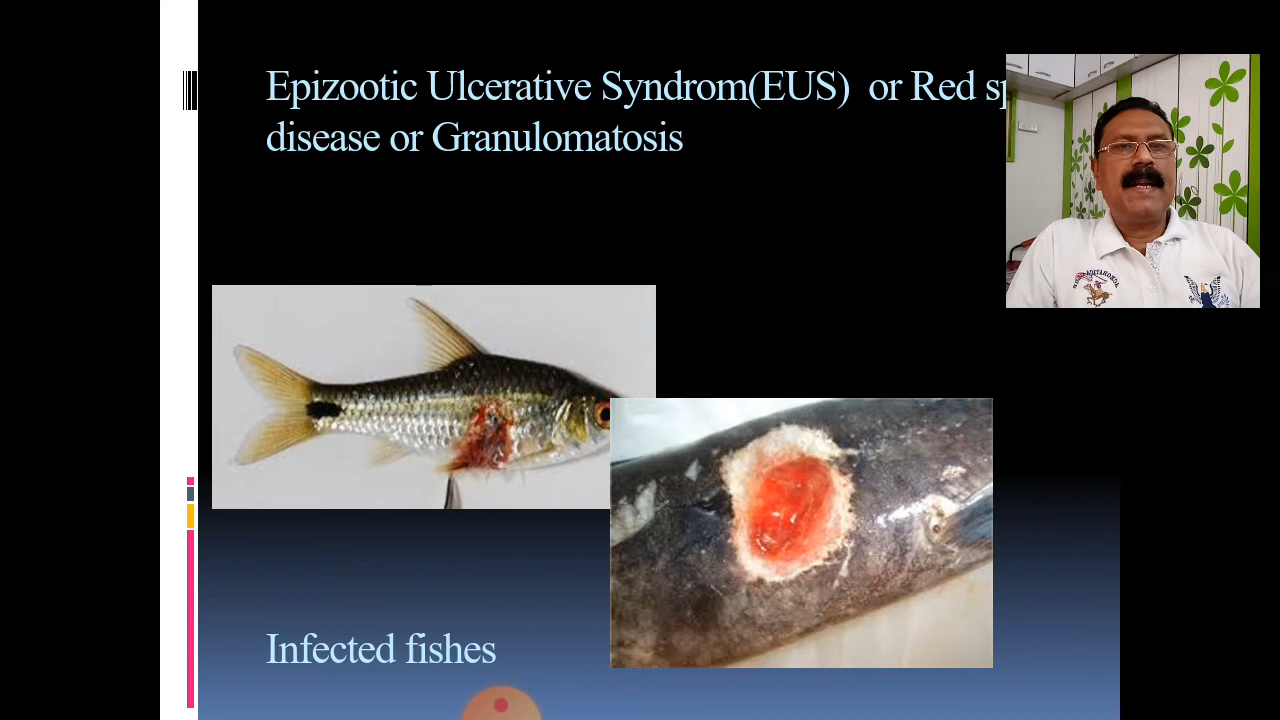 Epizootic Ulcerative Syndrom(EUS) or Red
disease or Granulomatosis
Infected fishes